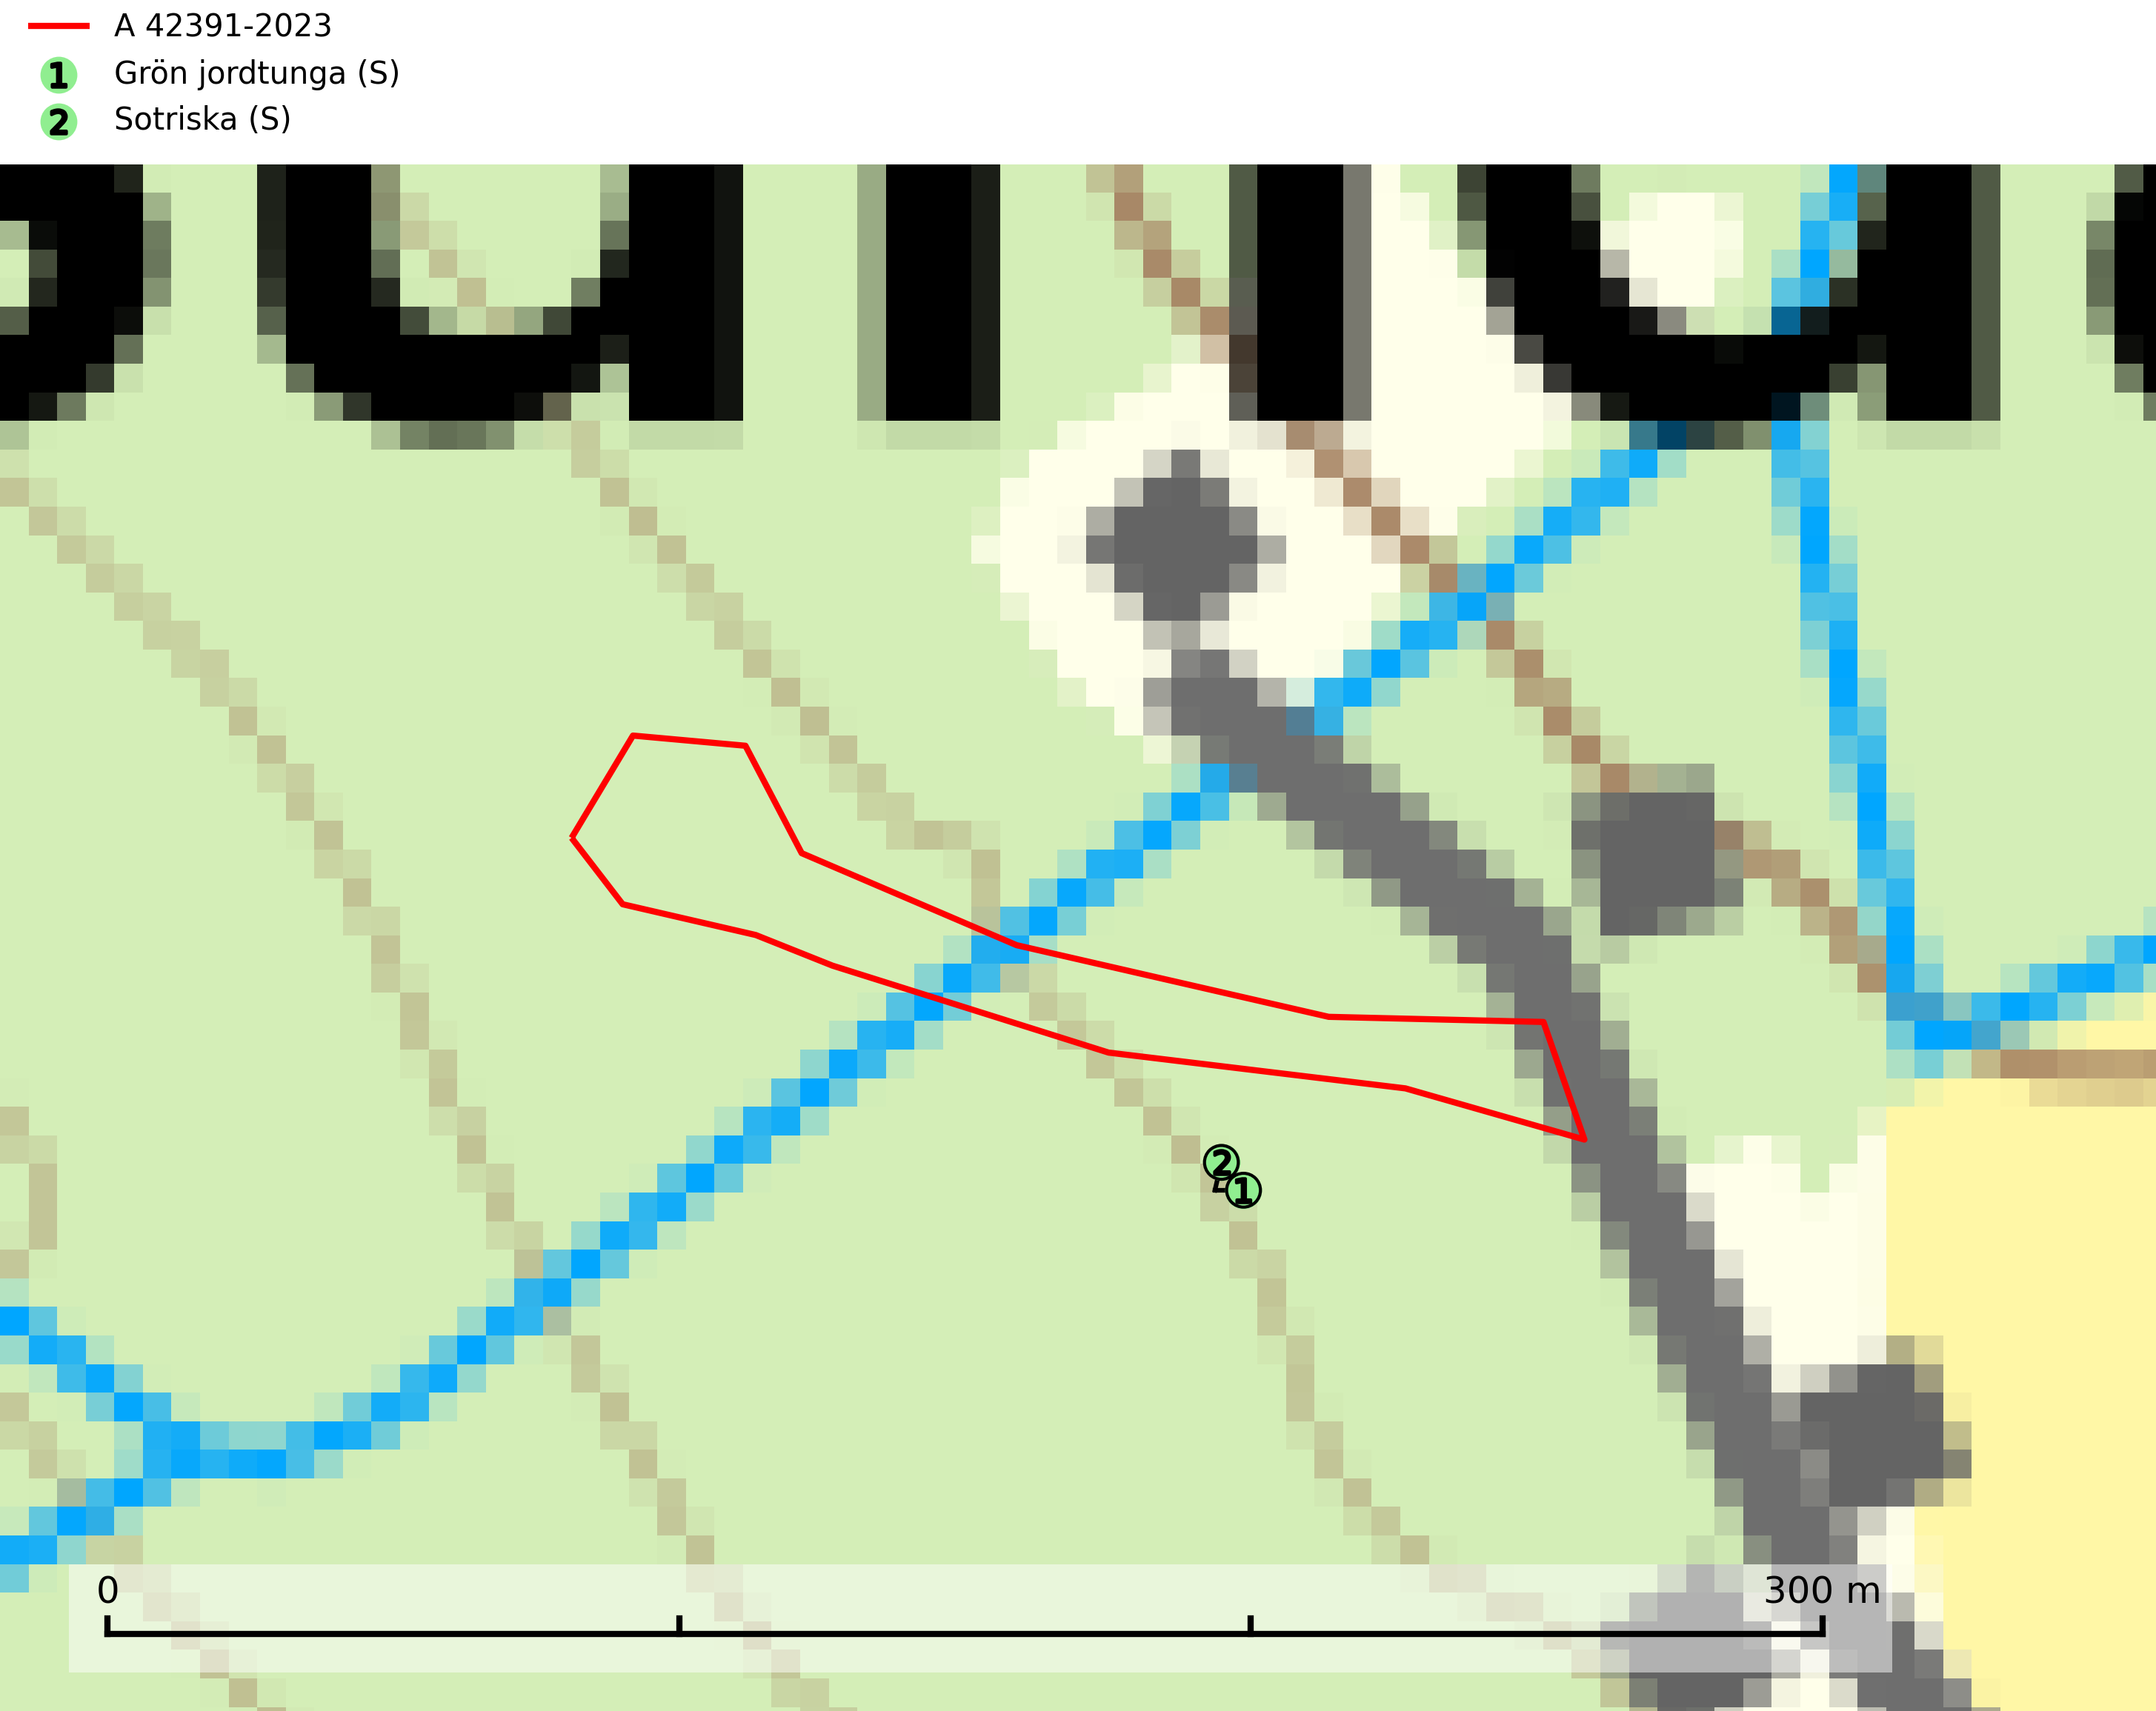 A 42391-2023
1 Grön jordtunga (S)
2 Sotriska (S)
2
1
0 300 m